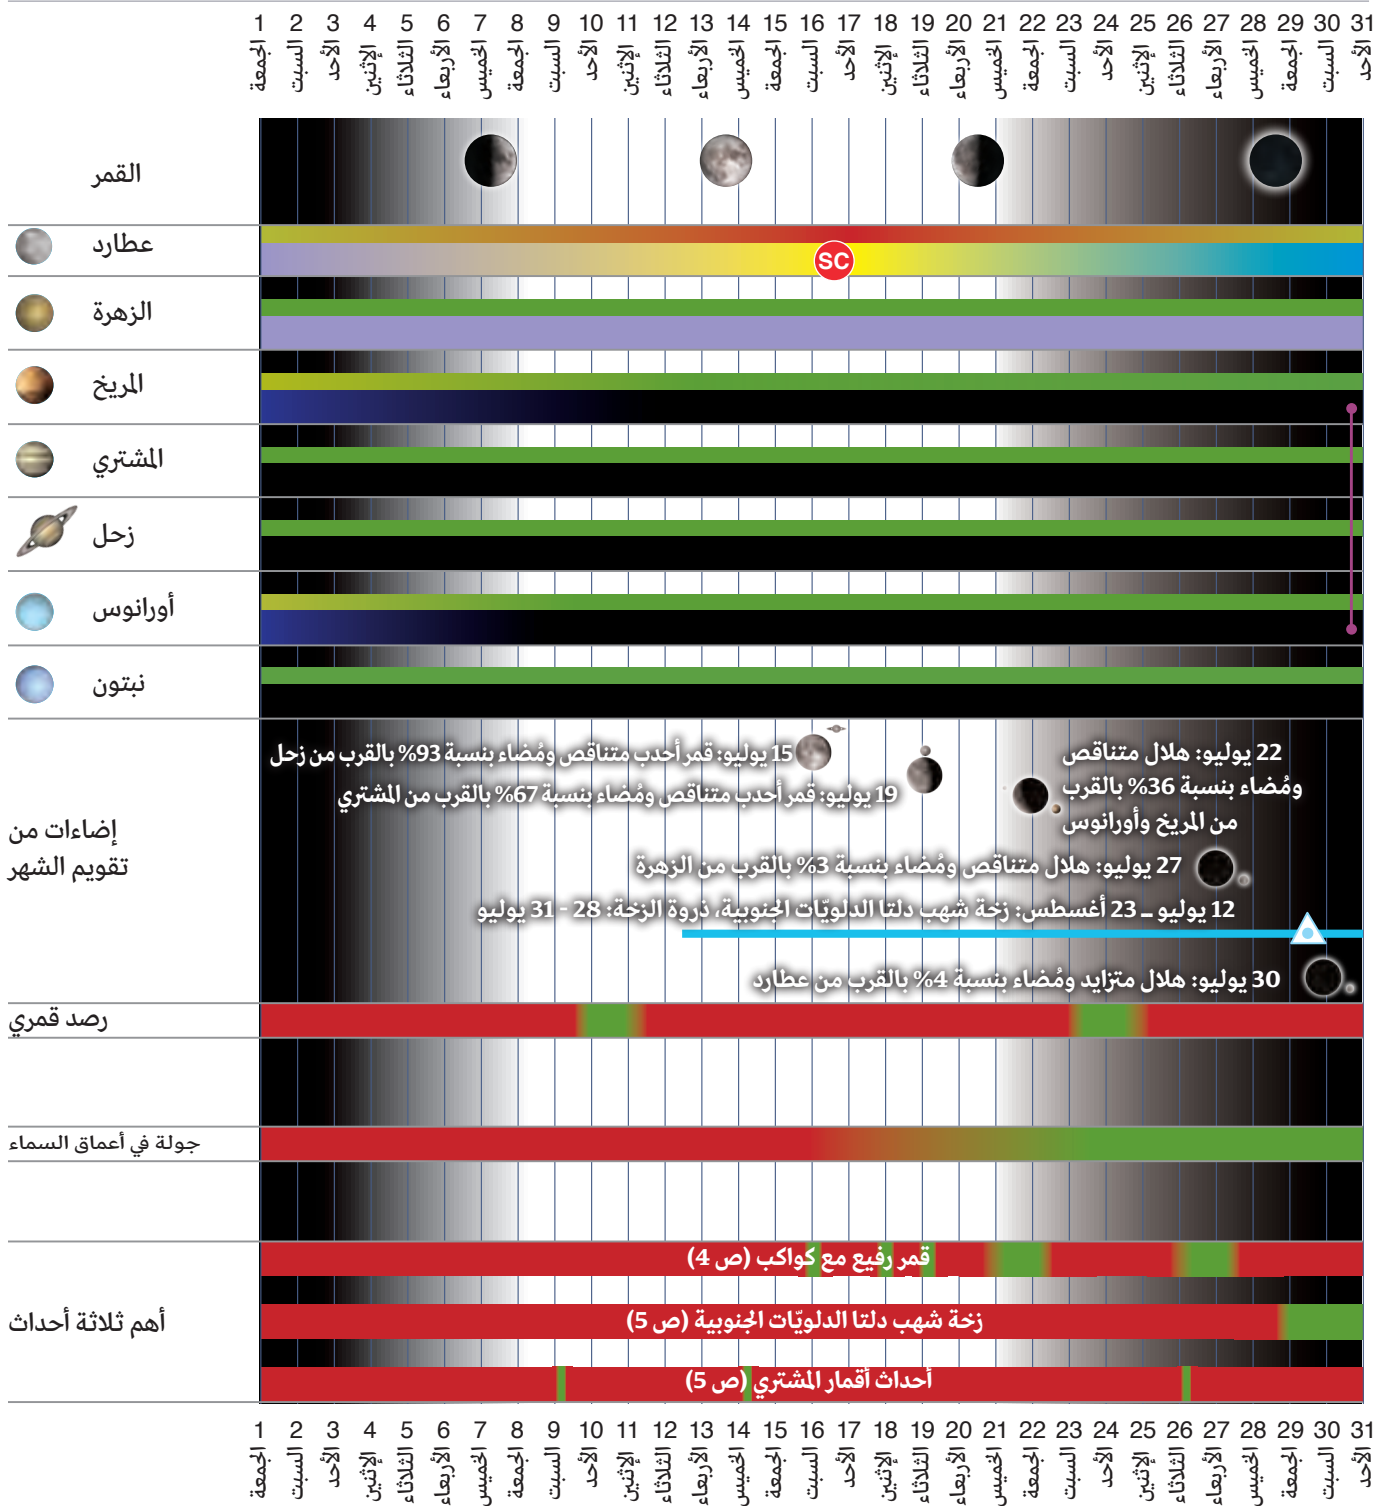 1 2 3 4 5 6 7 8 9 10 11 12 13 14 15 16 17 18 19 20 21 22 23 24 25 26 27 28 29 30 31
الجمعة السبت الأحد الإثنين الثلاثاء الأربعاء الخميس الجمعة السبت الأحد الإثنين الثلاثاء الأربعاء الخميس الجمعة السبت الأحد الإثنين الثلاثاء الأربعاء الخميس الجمعة السبت الأحد الإثنين الثلاثاء الأربعاء الخميس الجمعة السبت الأحد
القمر
عطارد
SC
الزهرة
المريخ
المشتري
زحل
أورانوس
نبتون
إضاءات من
تقويم الشهر
15 يوليو: قمر أحدب متناقص ومُضاء بنسبة 93% بالقرب من زحل
19 يوليو: قمر أحدب متناقص ومُضاء بنسبة 67% بالقرب من المشتري
22 يوليو: هلال متناقص
ومُضاء بنسبة 36% بالقرب
من المريخ وأورانوس
27 يوليو: هلال متناقص ومُضاء بنسبة 3% بالقرب من الزهرة
12 يوليو ــ 23 أغسطس: زخة شهب دلتا الدلويّات الجنوبية، ذروة الزخة: 28 - 31 يوليو
30 يوليو: هلال متزايد ومُضاء بنسبة 4% بالقرب من عطارد
رصد قمري
جولة في أعماق السماء
أهم ثلاثة أحداث
قمر رفيع مع كواكب (ص 4)
زخة شهب دلتا الدلويّات الجنوبية (ص 5)
أحداث أقمار المشتري (ص 5)
1 2 3 4 5 6 7 8 9 10 11 12 13 14 15 16 17 18 19 20 21 22 23 24 25 26 27 28 29 30 31
الجمعة السبت الأحد الإثنين الثلاثاء الأربعاء الخميس الجمعة السبت الأحد الإثنين الثلاثاء الأربعاء الخميس الجمعة السبت الأحد الإثنين الثلاثاء الأربعاء الخميس الجمعة السبت الأحد الإثنين الثلاثاء الأربعاء الخميس الجمعة السبت الأحد